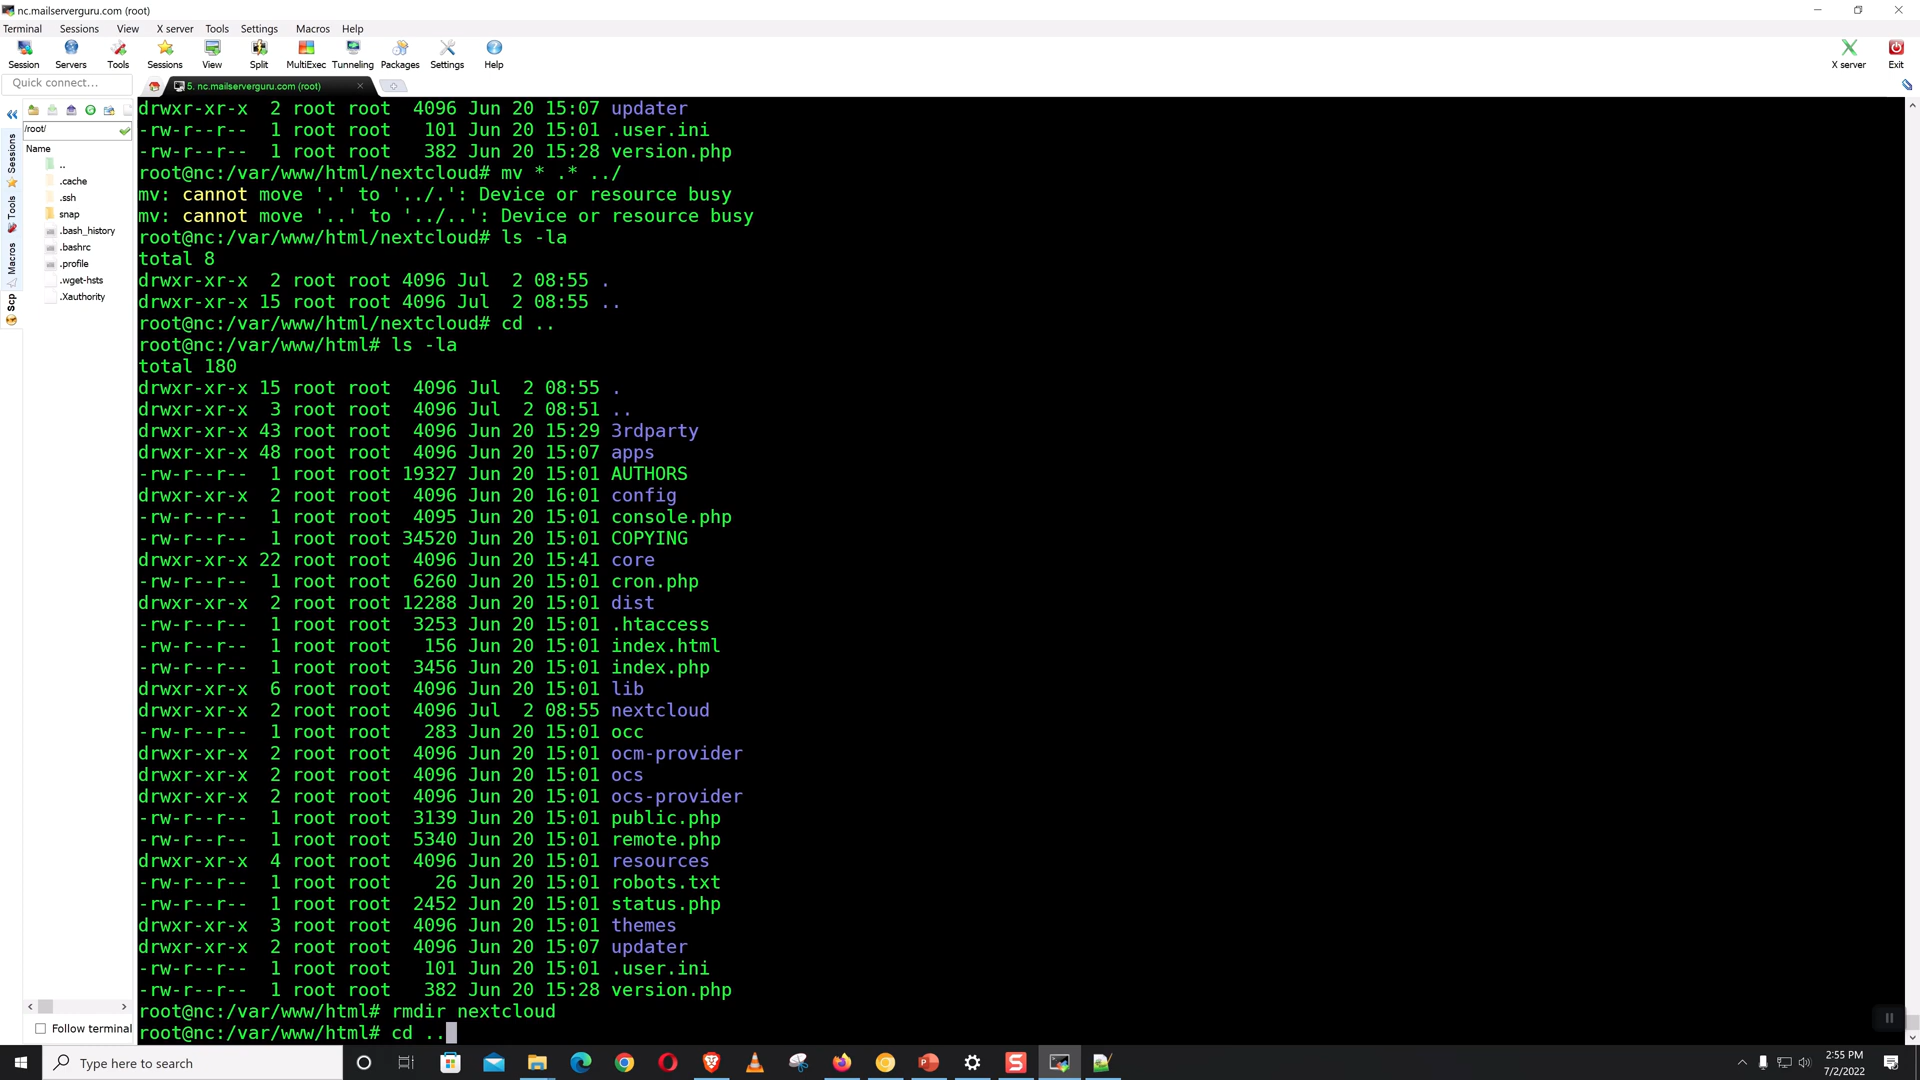 nc.mailserverguru.com (root)
Terminal Sessions View X server Tools Settings Macros Help
Session Servers Tools Sessions View Split MultiExec Tunneling Packages Settings Help X server Exit
Quick connect...
5. nc.mailserverguru.com (root)
/root/
Name
..
.cache
.ssh
snap
.bash_history
.bashrc
.profile
.wget-hsts
.Xauthority
Sessions
Tools
Macros
Scp
Follow terminal
drwxr-xr-x  2 root root  4096 Jun 20 15:07 updater
-rw-r--r--  1 root root   101 Jun 20 15:01 .user.ini
-rw-r--r--  1 root root   382 Jun 20 15:28 version.php
root@nc:/var/www/html/nextcloud# mv * .* ../
mv: cannot move '.' to '../.': Device or resource busy
mv: cannot move '..' to '../..': Device or resource busy
root@nc:/var/www/html/nextcloud# ls -la
total 8
drwxr-xr-x  2 root root 4096 Jul  2 08:55 .
drwxr-xr-x 15 root root 4096 Jul  2 08:55 ..
root@nc:/var/www/html/nextcloud# cd ..
root@nc:/var/www/html# ls -la
total 180
drwxr-xr-x 15 root root  4096 Jul  2 08:55 .
drwxr-xr-x  3 root root  4096 Jul  2 08:51 ..
drwxr-xr-x 43 root root  4096 Jun 20 15:29 3rdparty
drwxr-xr-x 48 root root  4096 Jun 20 15:07 apps
-rw-r--r--  1 root root 19327 Jun 20 15:01 AUTHORS
drwxr-xr-x  2 root root  4096 Jun 20 16:01 config
-rw-r--r--  1 root root  4095 Jun 20 15:01 console.php
-rw-r--r--  1 root root 34520 Jun 20 15:01 COPYING
drwxr-xr-x 22 root root  4096 Jun 20 15:41 core
-rw-r--r--  1 root root  6260 Jun 20 15:01 cron.php
drwxr-xr-x  2 root root 12288 Jun 20 15:01 dist
-rw-r--r--  1 root root  3253 Jun 20 15:01 .htaccess
-rw-r--r--  1 root root   156 Jun 20 15:01 index.html
-rw-r--r--  1 root root  3456 Jun 20 15:01 index.php
drwxr-xr-x  6 root root  4096 Jun 20 15:01 lib
drwxr-xr-x  2 root root  4096 Jul  2 08:55 nextcloud
-rw-r--r--  1 root root   283 Jun 20 15:01 occ
drwxr-xr-x  2 root root  4096 Jun 20 15:01 ocm-provider
drwxr-xr-x  2 root root  4096 Jun 20 15:01 ocs
drwxr-xr-x  2 root root  4096 Jun 20 15:01 ocs-provider
-rw-r--r--  1 root root  3139 Jun 20 15:01 public.php
-rw-r--r--  1 root root  5340 Jun 20 15:01 remote.php
drwxr-xr-x  4 root root  4096 Jun 20 15:01 resources
-rw-r--r--  1 root root    26 Jun 20 15:01 robots.txt
-rw-r--r--  1 root root  2452 Jun 20 15:01 status.php
drwxr-xr-x  3 root root  4096 Jun 20 15:01 themes
drwxr-xr-x  2 root root  4096 Jun 20 15:07 updater
-rw-r--r--  1 root root   101 Jun 20 15:01 .user.ini
-rw-r--r--  1 root root   382 Jun 20 15:28 version.php
root@nc:/var/www/html# rmdir nextcloud
root@nc:/var/www/html# cd ..
Type here to search
2:55 PM
7/2/2022